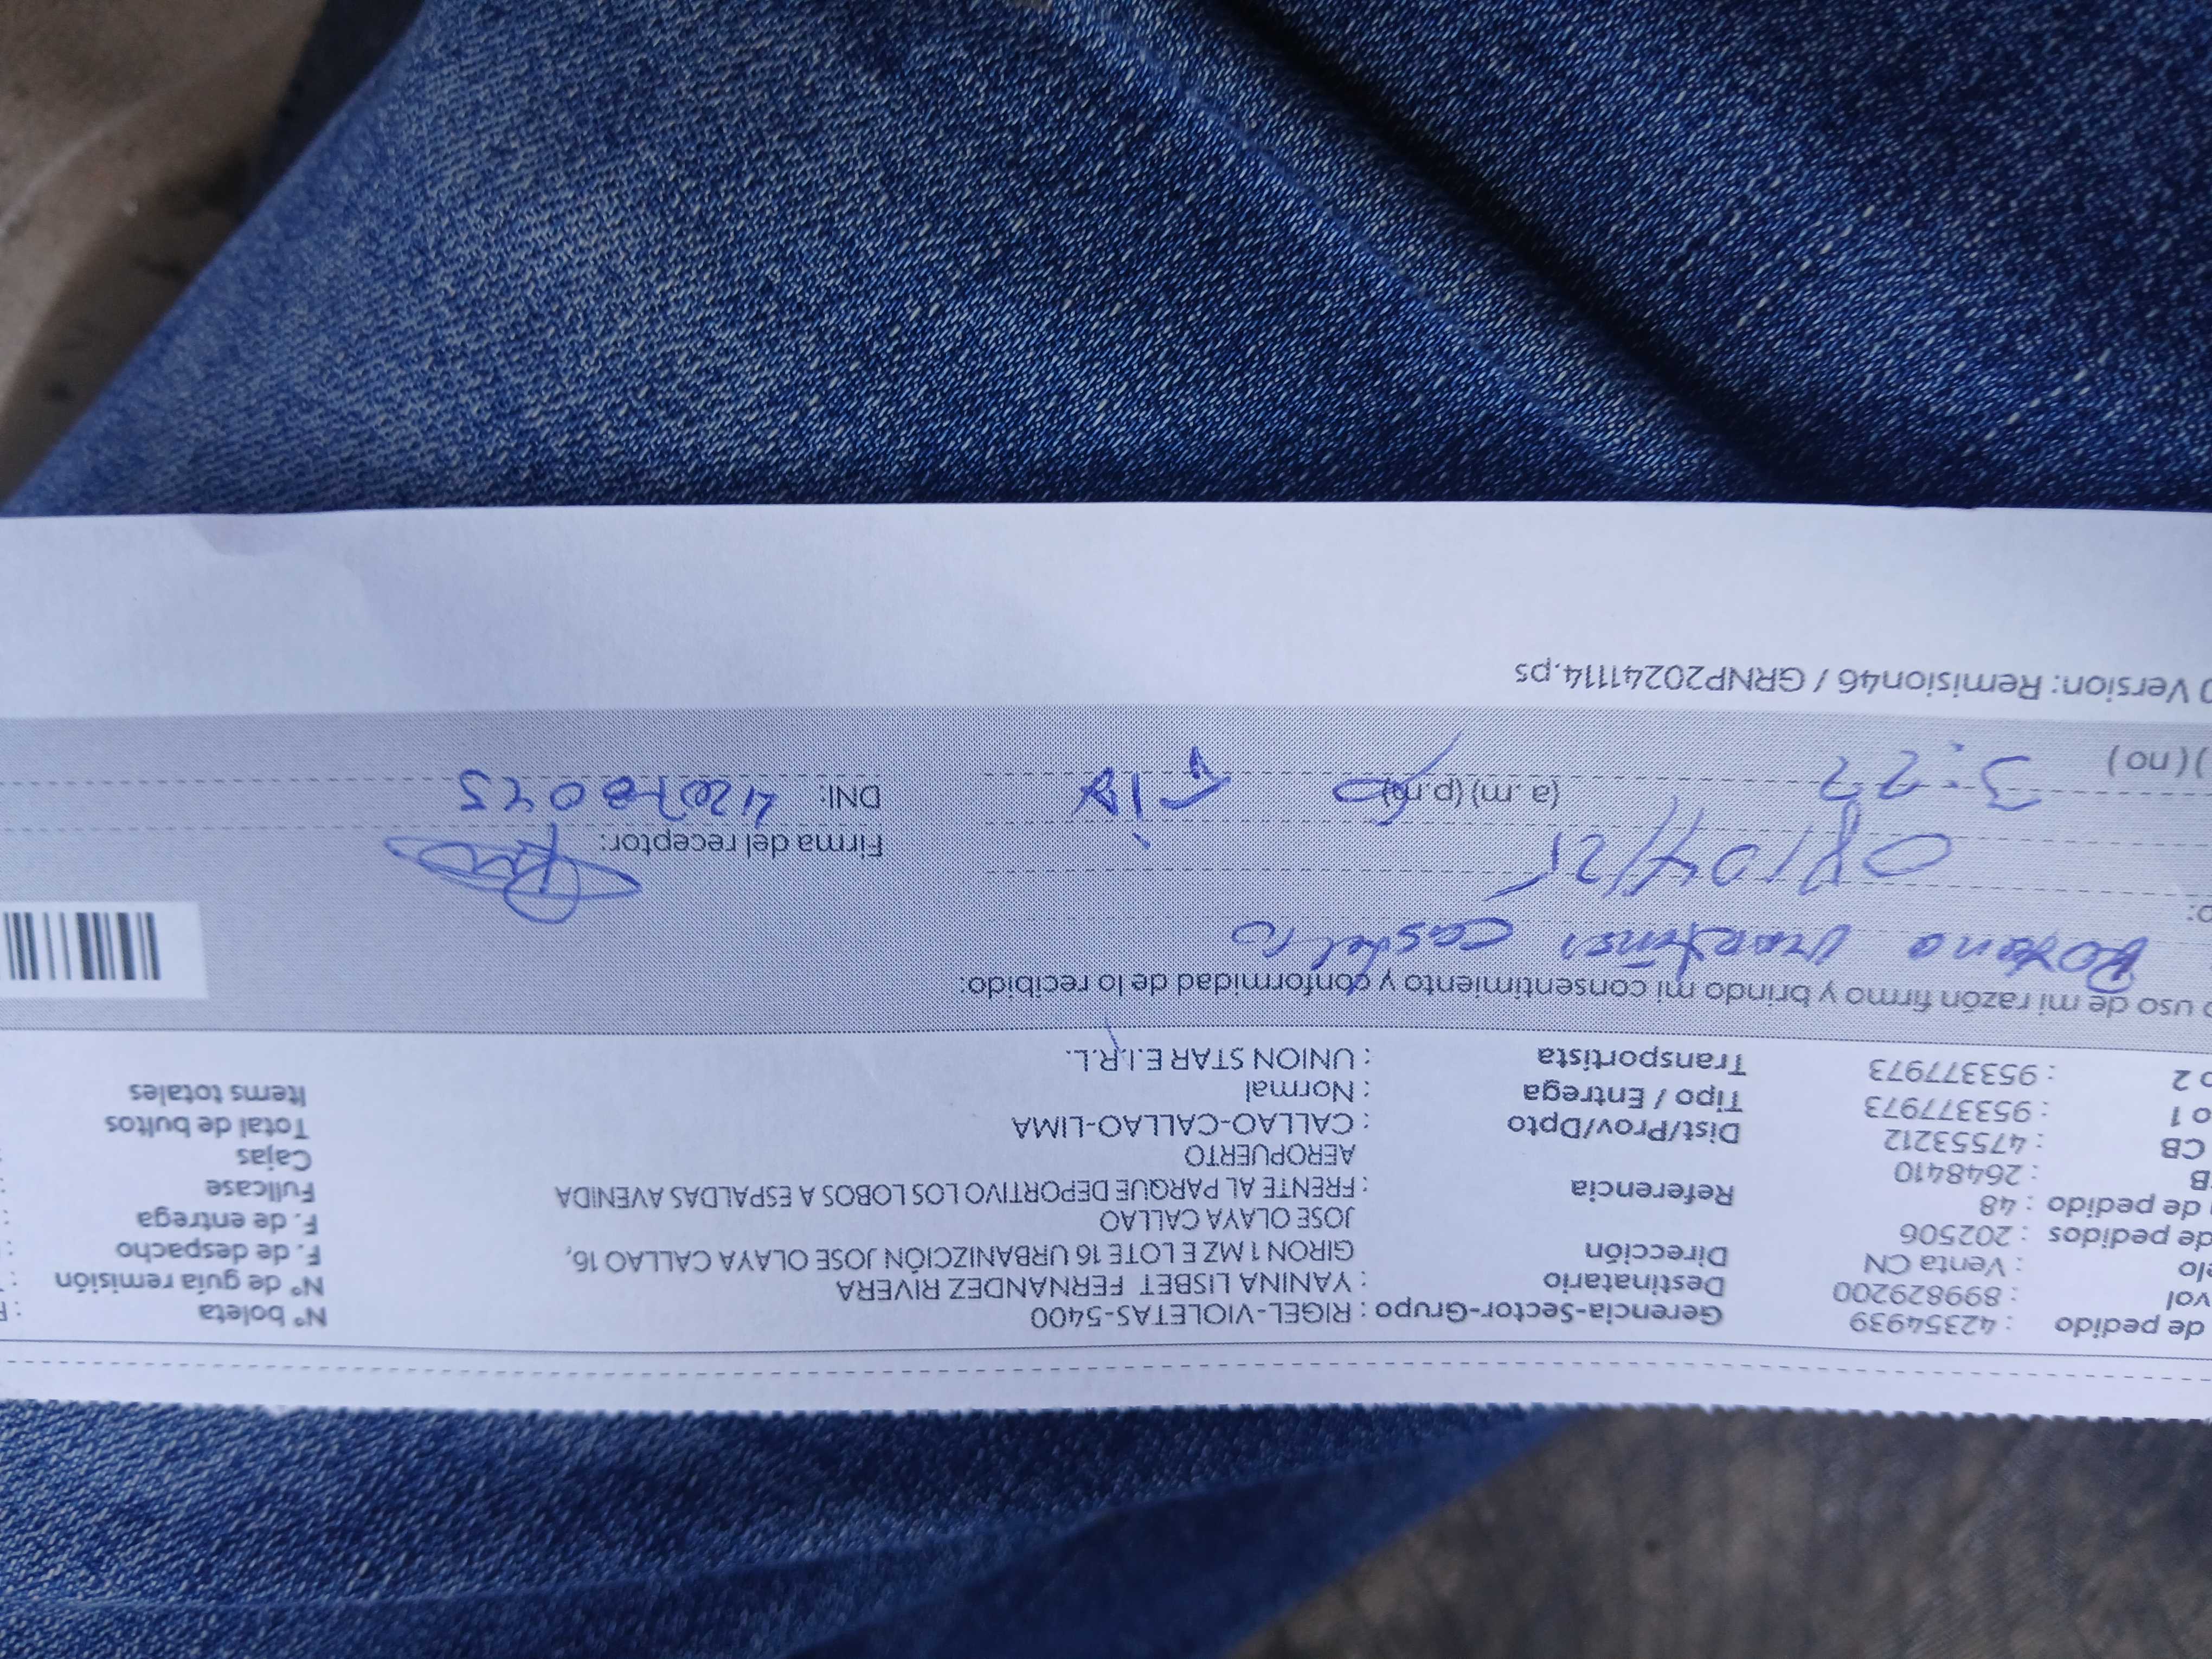 de pedido : 42354939 Gerencia-Sector-Grupo : RIGEL-VIOLETAS-5400 N° boleta :
vol : 899829200 Destinatario : YANINA LISBET FERNANDEZ RIVERA N° de guía remisión :
elo : Venta CN Dirección GIRON 1 MZ E LOTE 16 URBANIZCIÓN JOSE OLAYA CALLAO 16, F. de despacho :
de pedidos : 202506 JOSE OLAYA CALLAO F. de entrega :
de pedido : 48 Referencia : FRENTE AL PARQUE DEPORTIVO LOS LOBOS A ESPALDAS AVENIDA Fullcase :
B : 2648410 AEROPUERTO Cajas
CB : 47553212 Dist/Prov/Dpto : CALLAO-CALLAO-LIMA Total de bultos
o 1 : 953377973 Tipo / Entrega : Normal Items totales
o 2 : 953377973 Transportista : UNION STAR E.I.R.L.
o uso de mi razón firmo y brindo mi consentimiento y conformidad de lo recibido:
castillo
o:
Firma del receptor:
3:22 (a.m) (p.m) DNI:
) ( no )
0 Version: Remision46 / GRNP20241114.ps